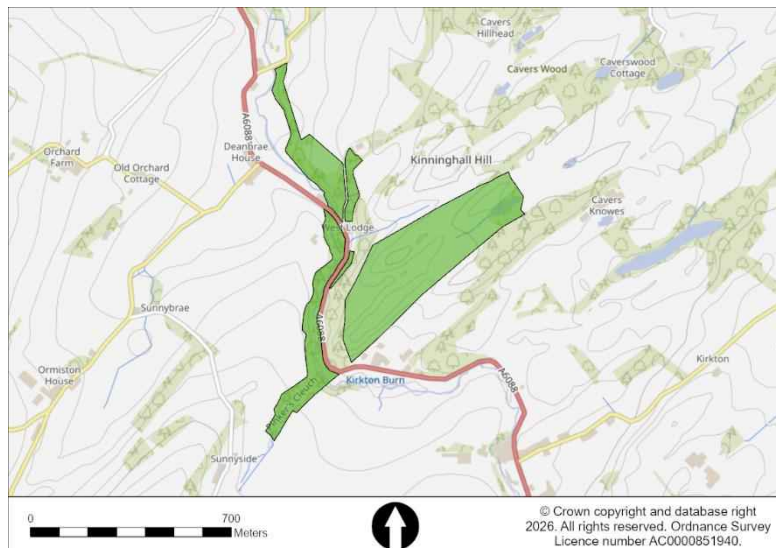 Cavers
Hillhead
Cavers Wood
Caverswood
Cottage
A6088
Orchard
Farm
Deanbrae
House
Old Orchard
Cottage
Kinninghall Hill
Cavers
Knowes
West Lodge
Sunnybrae
A6088
Kirkton
Ormiston
House
Kirkton Burn
A6088
Sunnyside
0
700
Meters
© Crown copyright and database right
2026. All rights reserved. Ordnance Survey
Licence number AC0000851940.